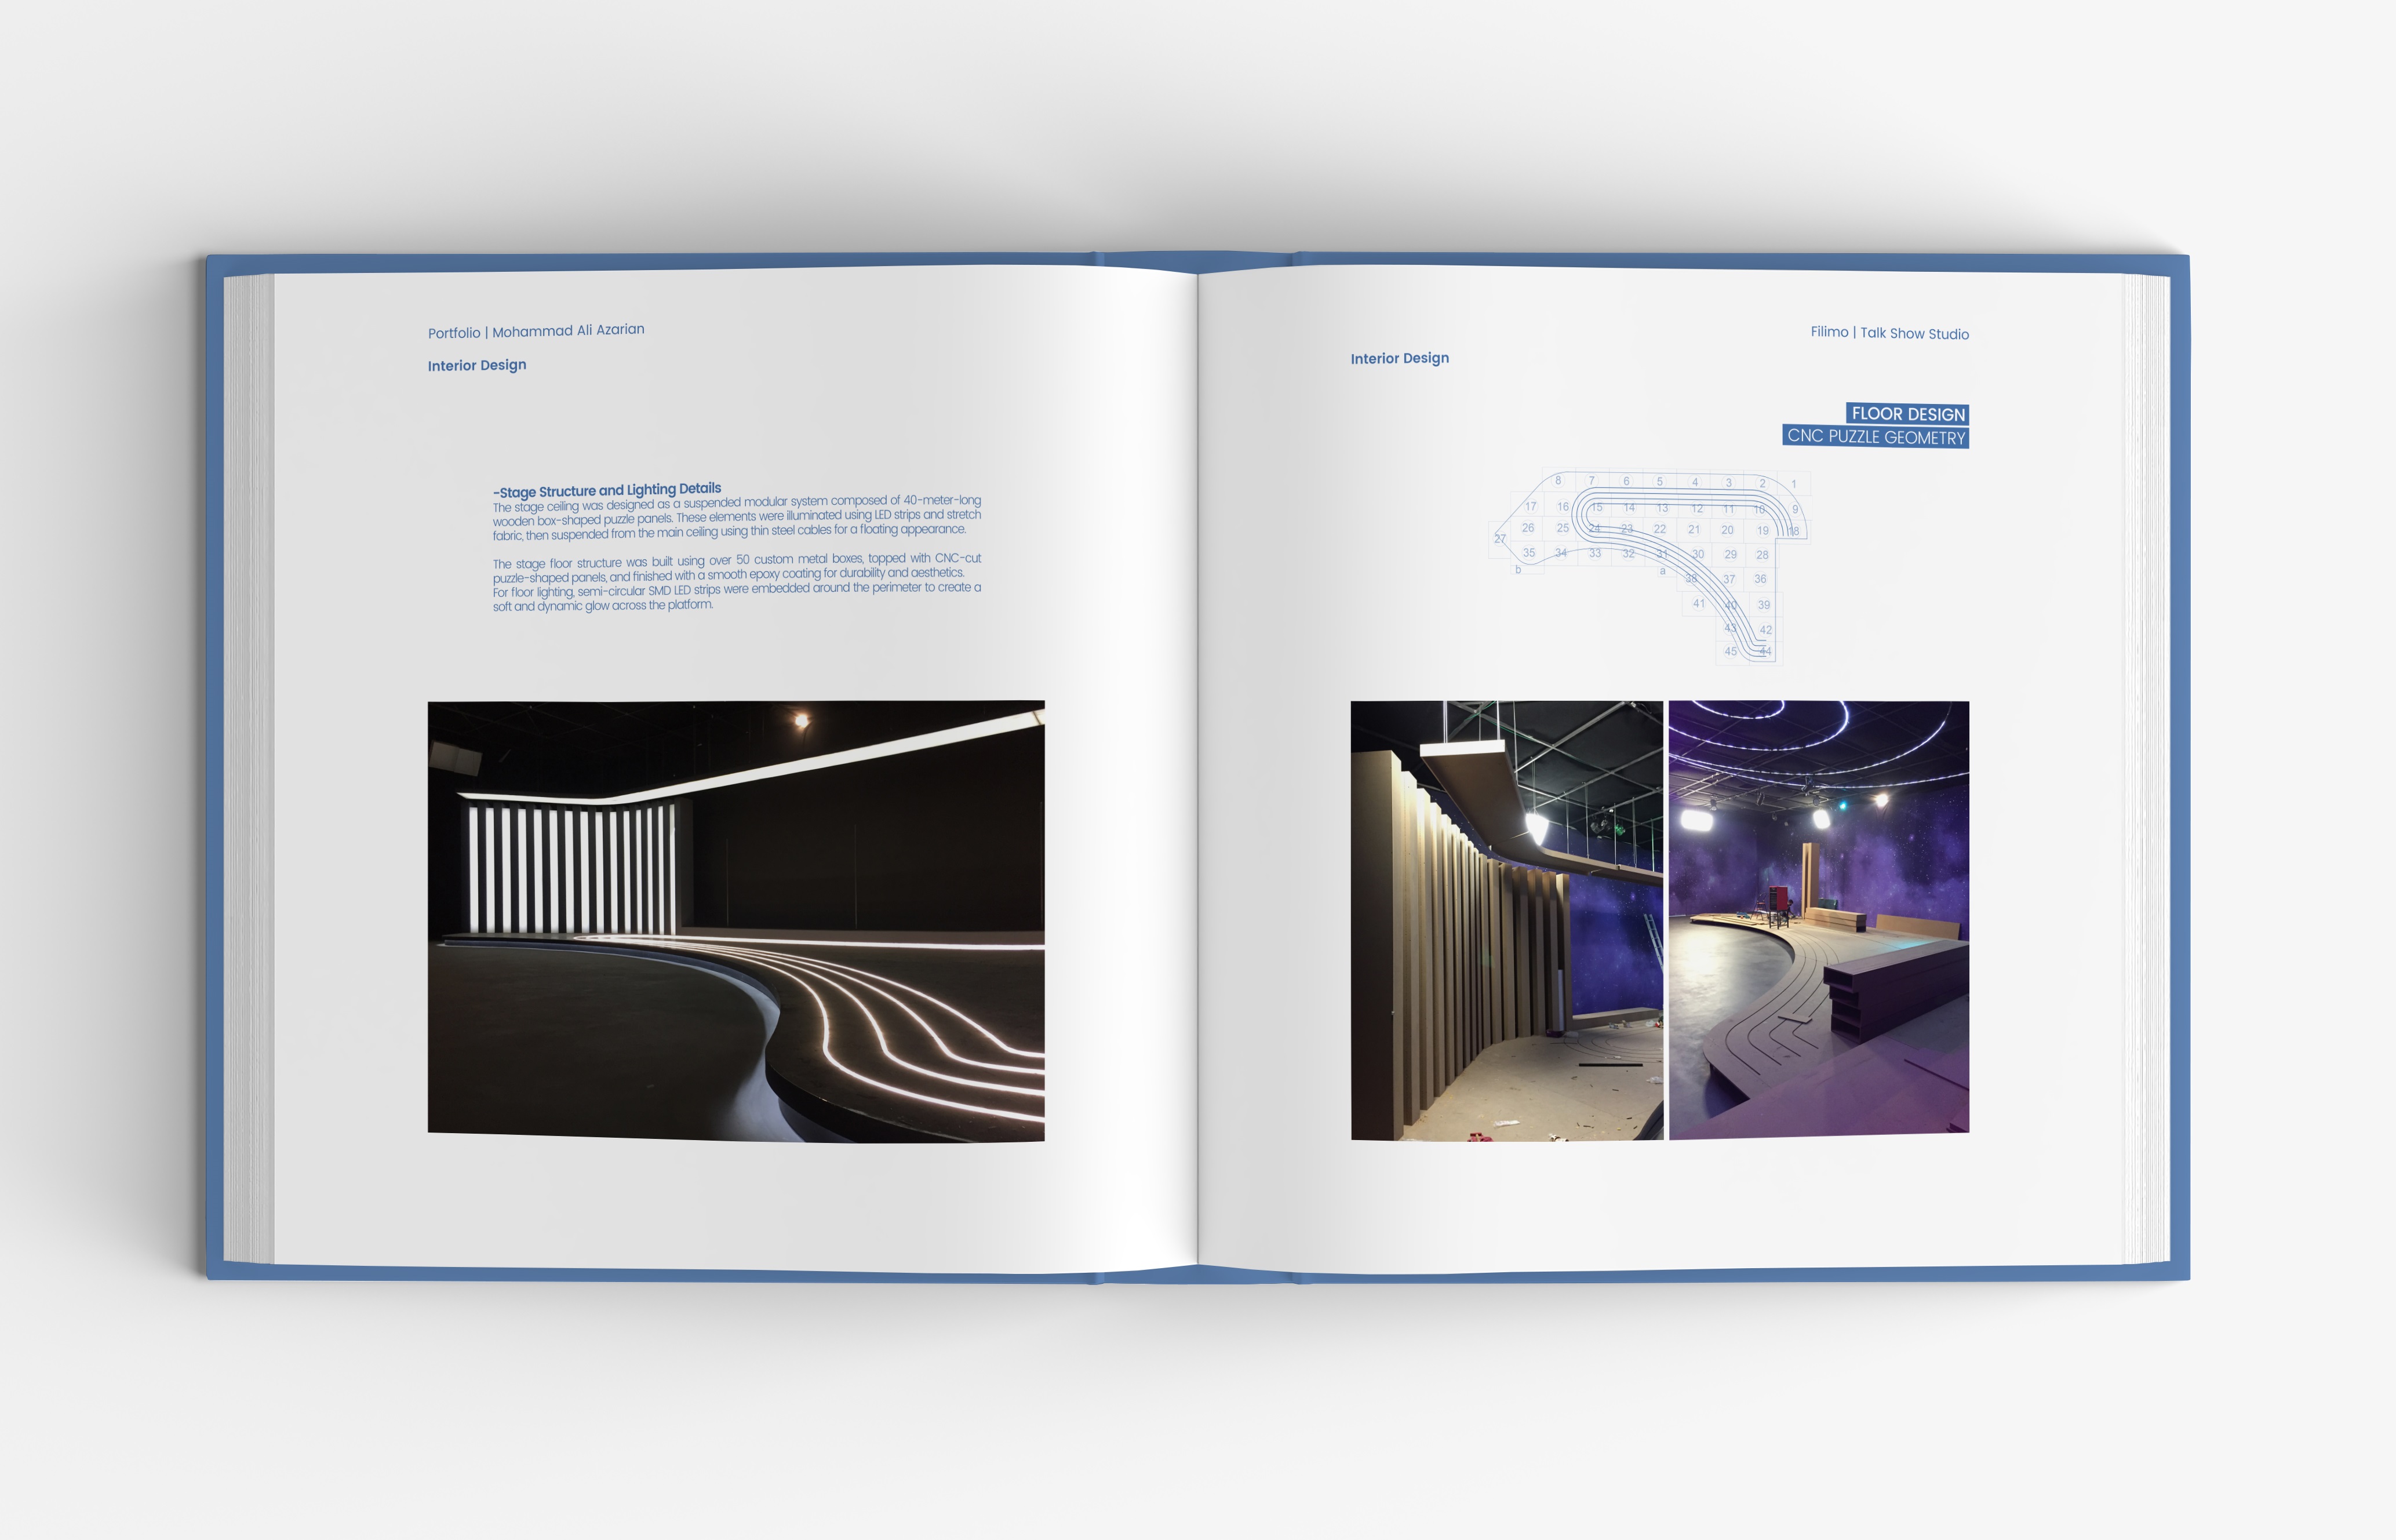 Portfolio | Mohammad Ali Azarian
Interior Design
-Stage Structure and Lighting Details
The stage ceiling was designed as a suspended modular system composed of 40-meter-long
wooden box-shaped puzzle panels. These elements were illuminated using LED strips and stretch
fabric, then suspended from the main ceiling using thin steel cables for a floating appearance.
The stage floor structure was built using over 50 custom metal boxes, topped with CNC-cut
puzzle-shaped panels, and finished with a smooth epoxy coating for durability and aesthetics.
For floor lighting, semi-circular SMD LED strips were embedded around the perimeter to create a
soft and dynamic glow across the platform.
Filimo | Talk Show Studio
Interior Design
FLOOR DESIGN
CNC PUZZLE GEOMETRY
8 7 6 5 4 3 2 1
17 16 15 14 13 12 11 10 9
27 26 25 24 23 22 21 20 19 18
35 34 33 32 31 30 29 28
b a 38 37 36
41 40 39
43 42
45 44